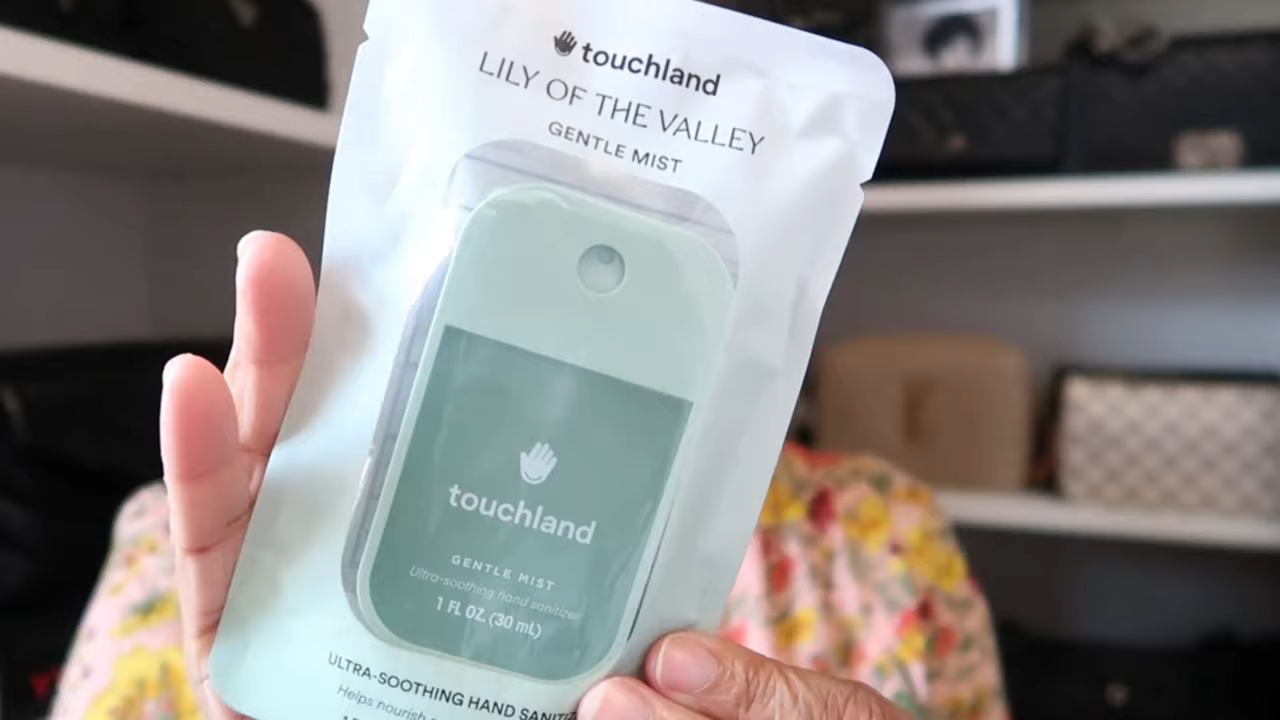 touchland
LILY OF THE VALLEY
GENTLE MIST
touchland
GENTLE MIST
Ultra-soothing hand sanitizer
1 FL OZ. (30 mL)
ULTRA-SOOTHING HAND
Helps nourish